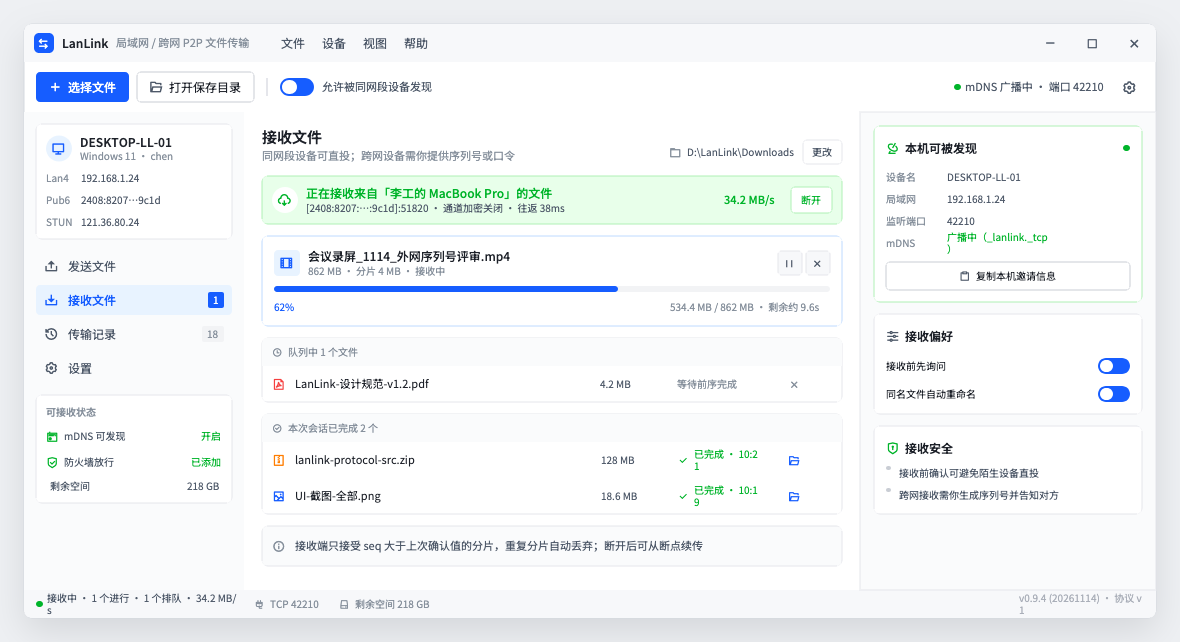 LanLink 局域网 / 跨网 P2P 文件传输 文件 设备 视图 帮助
选择文件 打开保存目录 允许被同网段设备发现 mDNS 广播中 · 端口 42210
DESKTOP-LL-01
Windows 11 · chen
Lan4 192.168.1.24
Pub6 2408:8207···9c1d
STUN 121.36.80.24
发送文件
接收文件 1
传输记录 18
设置
可接收状态
mDNS 可发现 开启
防火墙放行 已添加
剩余空间 218 GB
接收文件
同网段设备可直投；跨网设备需你提供序列号或口令
D:\LanLink\Downloads 更改
正在接收来自「李工的 MacBook Pro」的文件
[2408:8207:···:9c1d]:51820 · 通道加密关闭 · 往返 38ms
34.2 MB/s 断开
会议录屏_1114_外网序列号评审.mp4
862 MB · 分片 4 MB · 接收中
62% 534.4 MB / 862 MB · 剩余约 9.6s
队列中 1 个文件
LanLink-设计规范-v1.2.pdf 4.2 MB 等待前序完成
本次会话已完成 2 个
lanlink-protocol-src.zip 128 MB 已完成 · 10:2
1
UI-截图-全部.png 18.6 MB 已完成 · 10:1
9
接收端只接受 seq 大于上次确认值的分片，重复分片自动丢弃；断开后可从断点续传
本机可被发现
设备名 DESKTOP-LL-01
局域网 192.168.1.24
监听端口 42210
mDNS 广播中（_lanlink._tcp
）
复制本机邀请信息
接收偏好
接收前先询问
同名文件自动重命名
接收安全
接收前确认可避免陌生设备直投
跨网接收需你生成序列号并告知对方
接收中 · 1 个进行 · 1 个排队 · 34.2 MB/
s
TCP 42210 剩余空间 218 GB
v0.9.4 (20261114) · 协议 v
1